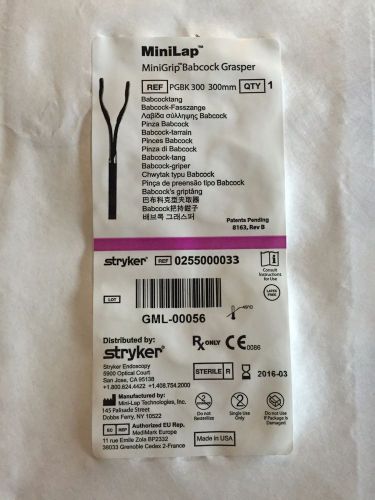 MiniLap™
MiniGrip™ Babcock Grasper
REF PGBK 300 300mm QTY 1
Babcocktang
Babcock-Fasszange
Λαβίδα σύλληψης Babcock
Pinza Babcock
Babcock-tarrain
Pinces Babcock
Pinza di Babcock
Babcock-tang
Babcock-griper
Chwytak typu Babcock
Pinça de preensão tipo Babcock
Babcock's griptång
巴布科克型夹取器
Babcock把持鉗子
배브콕 그래스퍼
Patents Pending
8163, Rev B
stryker® REF 0255000033
Consult
Instructions
for Use
LATEX
FREE
LOT
GML-00056
49°C
Distributed by:
stryker®
Stryker Endoscopy
5900 Optical Court
San Jose, CA 95138
+1.800.624.4422 +1.408.754.2000
Rx ONLY CE 0086
STERILE R 2016-03
Manufactured by:
Mini-Lap Technologies, Inc.
145 Palisade Street
Dobbs Ferry, NY 10522
EC REP Authorized EU Rep.
MediMark Europe
11 rue Emile Zola BP2332
38033 Grenoble Cedex 2-France
2
Do not
Resterilize
2
Single Use
Only
Do not Use
if Package is
Damaged
Made in USA